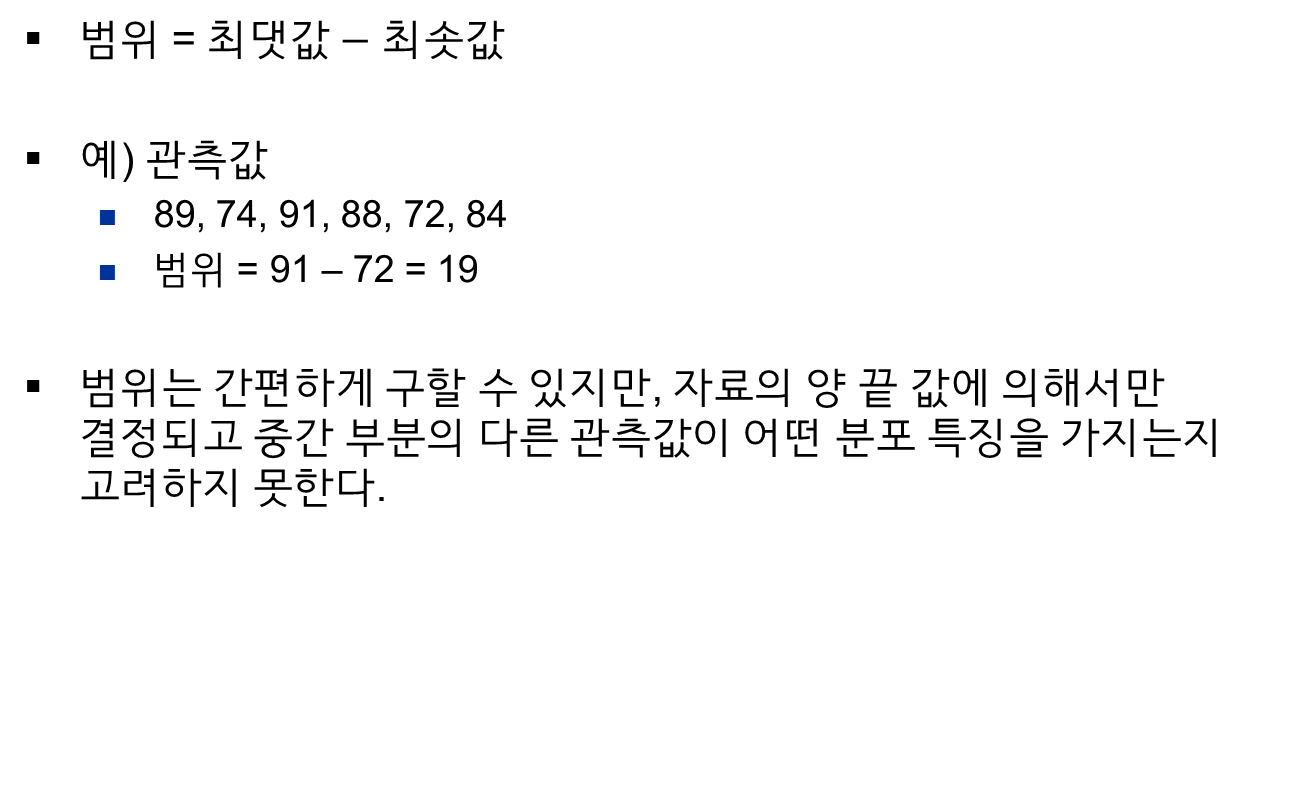 ▪ 범위 = 최댓값 – 최솟값
▪ 예) 관측값
■ 89, 74, 91, 88, 72, 84
■ 범위 = 91 – 72 = 19
▪ 범위는 간편하게 구할 수 있지만, 자료의 양 끝 값에 의해서만
결정되고 중간 부분의 다른 관측값이 어떤 분포 특징을 가지는지
고려하지 못한다.